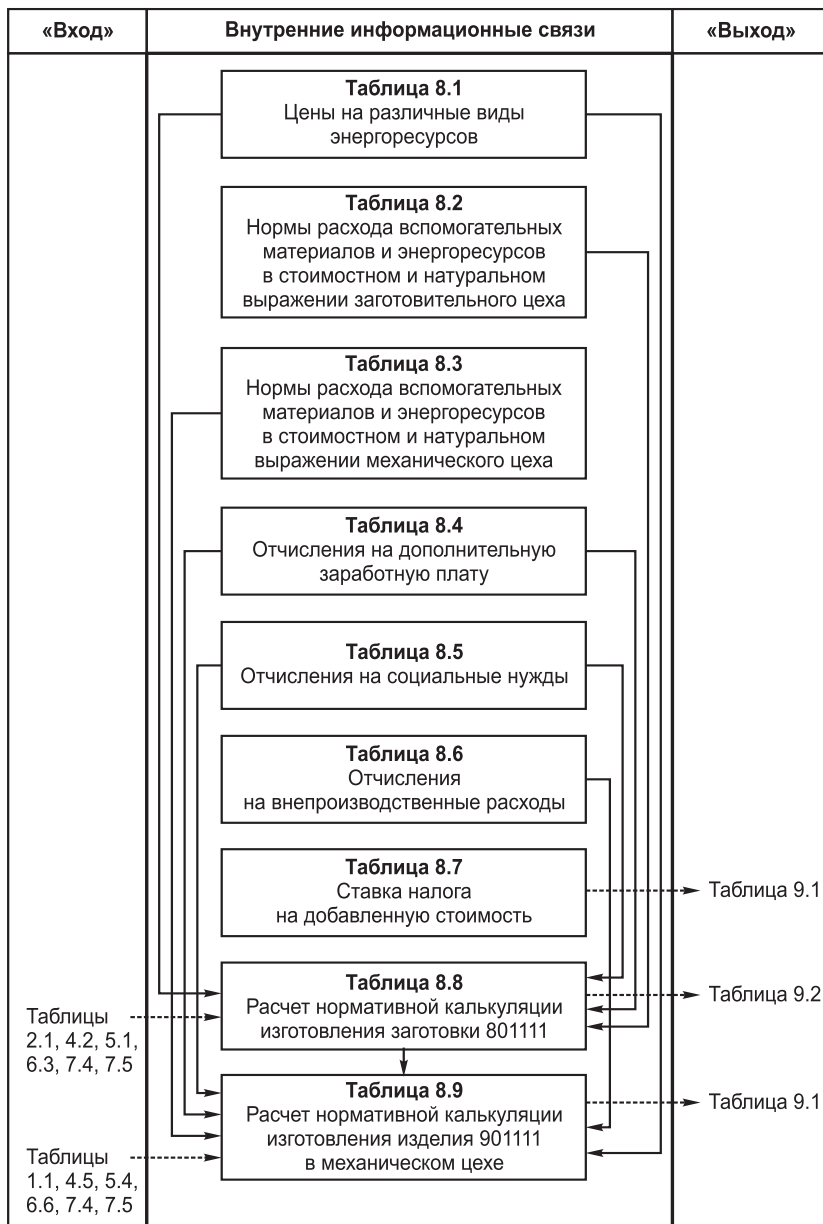 «Вход»
Внутренние информационные связи
«Выход»
Таблица 8.1
Цены на различные виды
энергоресурсов
Таблица 8.2
Нормы расхода вспомогательных
материалов и энергоресурсов
в стоимостном и натуральном
выражении заготовительного цеха
Таблица 8.3
Нормы расхода вспомогательных
материалов и энергоресурсов
в стоимостном и натуральном
выражении механического цеха
Таблица 8.4
Отчисления на дополнительную
заработную плату
Таблица 8.5
Отчисления на социальные нужды
Таблица 8.6
Отчисления
на внепроизводственные расходы
Таблица 8.7
Ставка налога
на добавленную стоимость
Таблица 9.1
Таблица 8.8
Расчет нормативной калькуляции
изготовления заготовки 801111
Таблица 9.2
Таблицы
2.1, 4.2, 5.1,
6.3, 7.4, 7.5
Таблица 8.9
Расчет нормативной калькуляции
изготовления изделия 901111
в механическом цехе
Таблица 9.1
Таблицы
1.1, 4.5, 5.4,
6.6, 7.4, 7.5